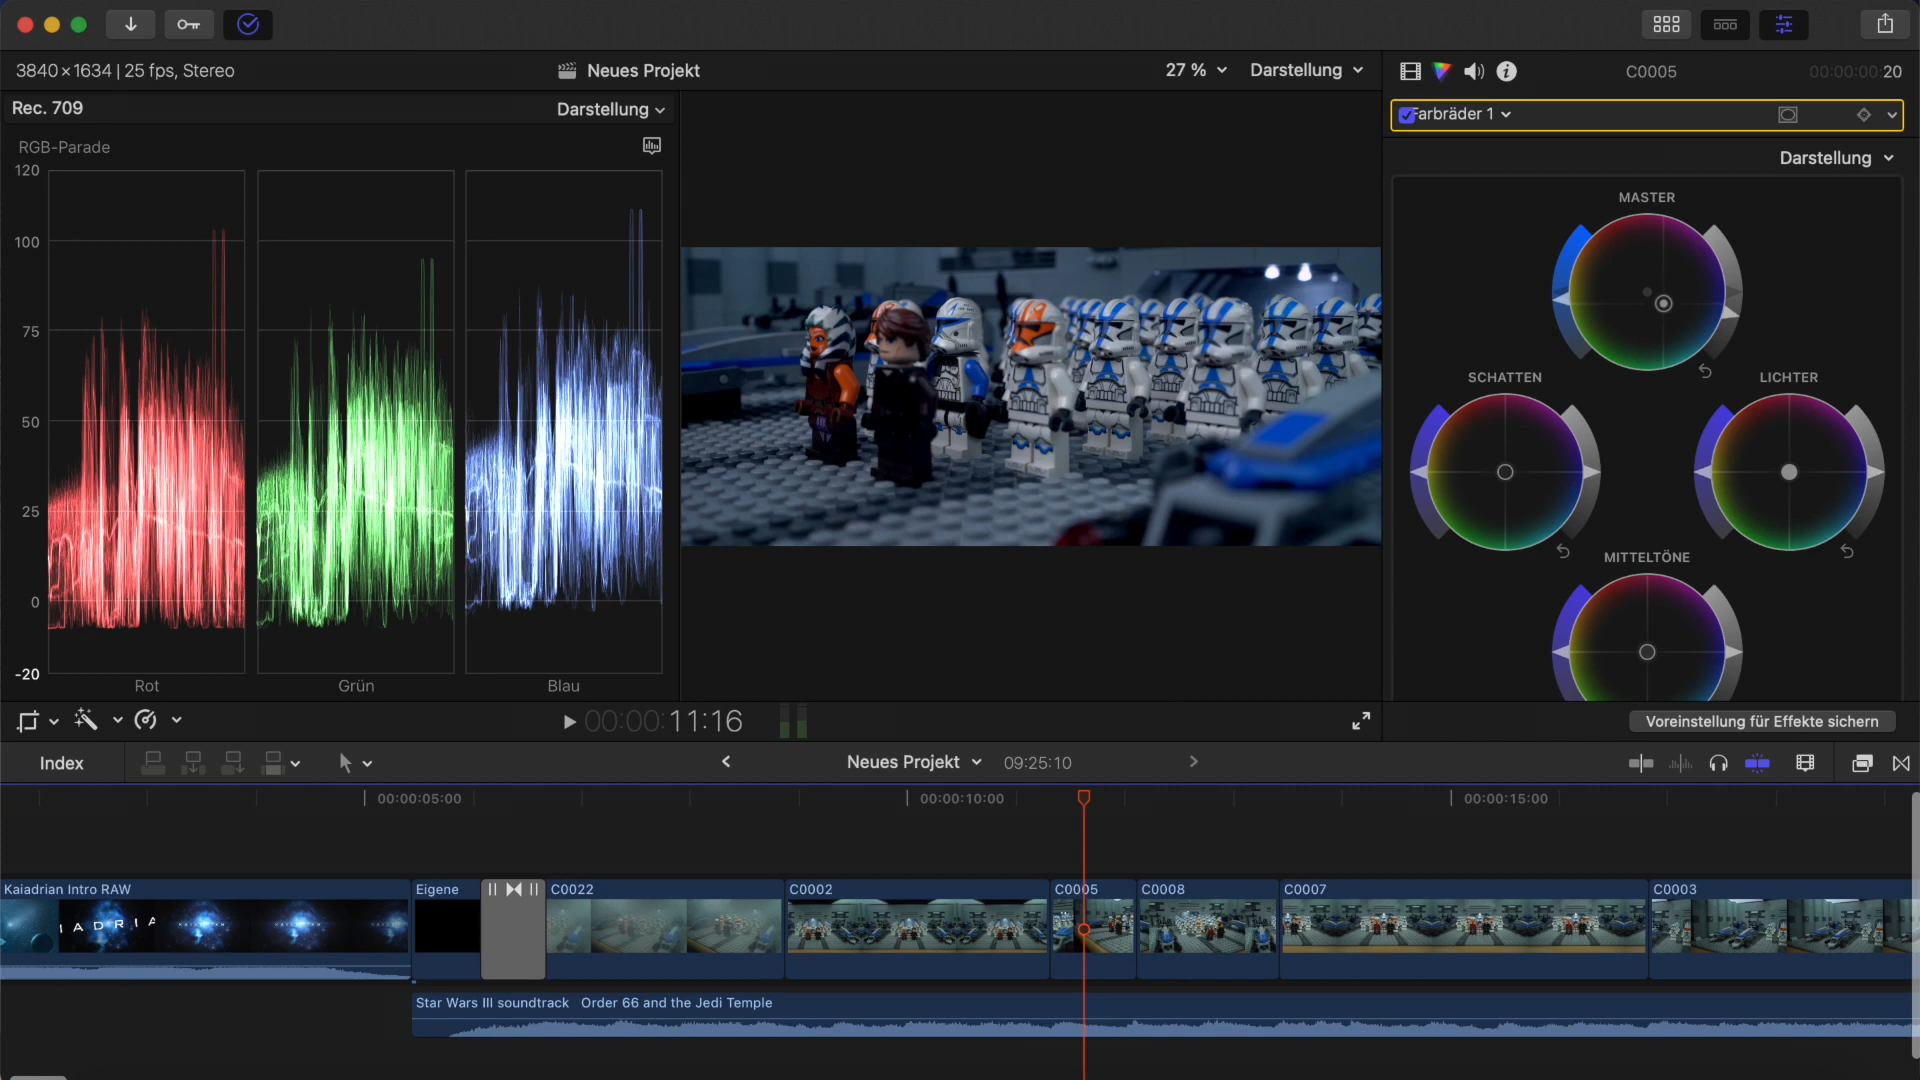 3840×1634 | 25 fps, Stereo
Neues Projekt
27 %
Darstellung
C0005
00:00:00:20
Rec. 709
Darstellung
Farbräder 1
RGB-Parade
Darstellung
120
100
75
50
25
0
-20
Rot
Grün
Blau
MASTER
SCHATTEN
LICHTER
MITTELTÖNE
00:00:11:16
Voreinstellung für Effekte sichern
Index
Neues Projekt
09:25:10
00:00:05:00
00:00:10:00
00:00:15:00
Kaiadrian Intro RAW
Eigene
C0022
C0002
C0005
C0008
C0007
C0003
I A D R I A
Star Wars III soundtrack   Order 66 and the Jedi Temple